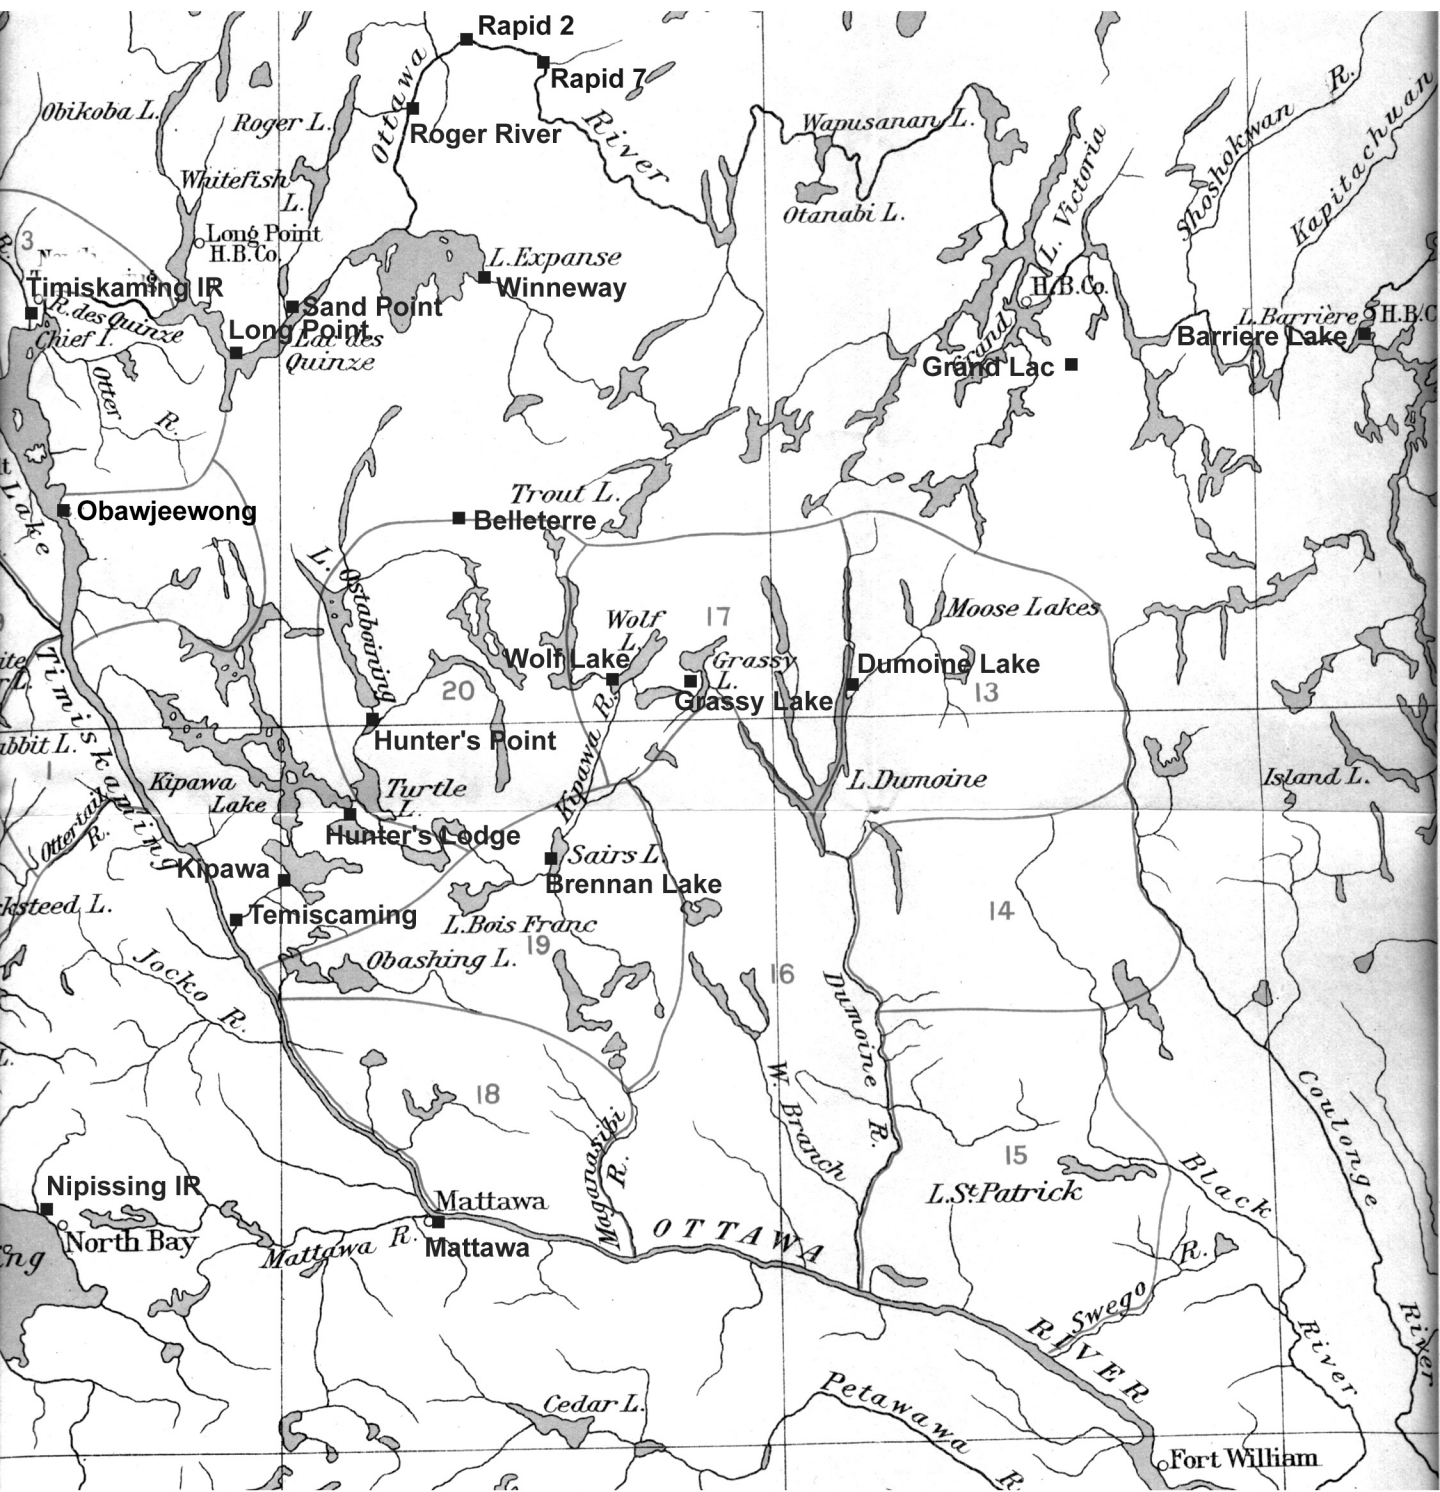 Rapid 2
Rapid 7
Ottawa
River
Obikoba L.
Roger L.
Roger River
Wapusanan L.
Shoshokwan R.
Kapitachuan
Whitefish
L.
Otanabi L.
L. Victoria
Grand
Long Point
H.B.Co.
3
R.
L. Expanse
Winneway
Timiskaming IR
R. des Quinze
Chief I.
Sand Point
Long Point
Lac des
Quinze
H.B.Co.
L. Barrière
H.B.C
Barriere Lake
Grand Lac
Otter
R.
Lake
Trout L.
Obawjeewong
Belleterre
L. Ostaboining
Wolf
L.
17
Moose Lakes
Wolf Lake
Grassy
L.
Dumoine Lake
20
13
Grassy Lake
Timiskaming
Hunter's Point
Kipawa R.
1
Kipawa
Lake
Turtle
L.
L. Dumoine
Island L.
Ottertail
R.
Hunter's Lodge
Sairs L.
Kipawa
Brennan Lake
Temiscaming
L. Bois Franc
14
19
Obashing L.
16
Jocko R.
Dumoine R.
W. Branch
18
Coulonge
River
Maganasibi
R.
15
Black
River
L. St. Patrick
Nipissing IR
North Bay
Mattawa
Mattawa R.
Mattawa
OTTAWA
RIVER
Swego
R.
Cedar L.
Petawawa
R.
Fort William